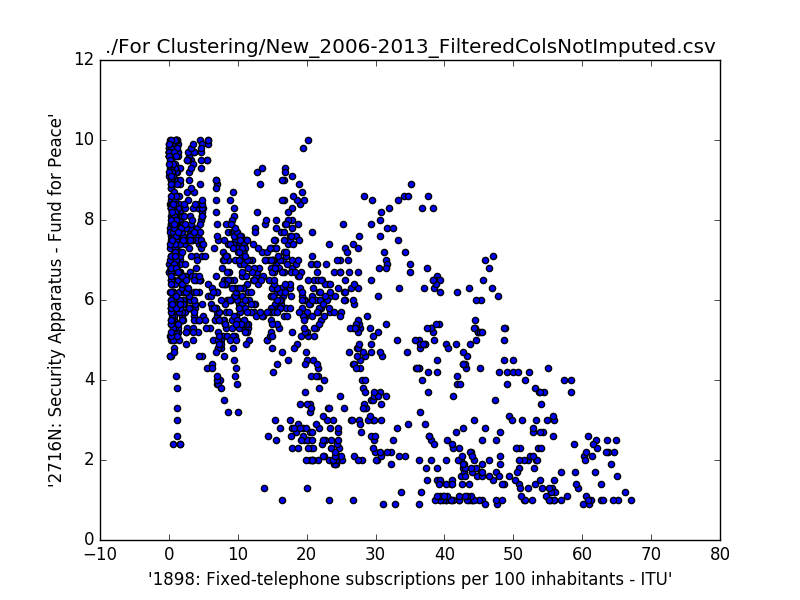 ./For Clustering/New_2006-2013_FilteredColsNotImputed.csv
12
10
8
6
4
2
0
'2716N: Security Apparatus - Fund for Peace'
−10 0 10 20 30 40 50 60 70 80
'1898: Fixed-telephone subscriptions per 100 inhabitants - ITU'